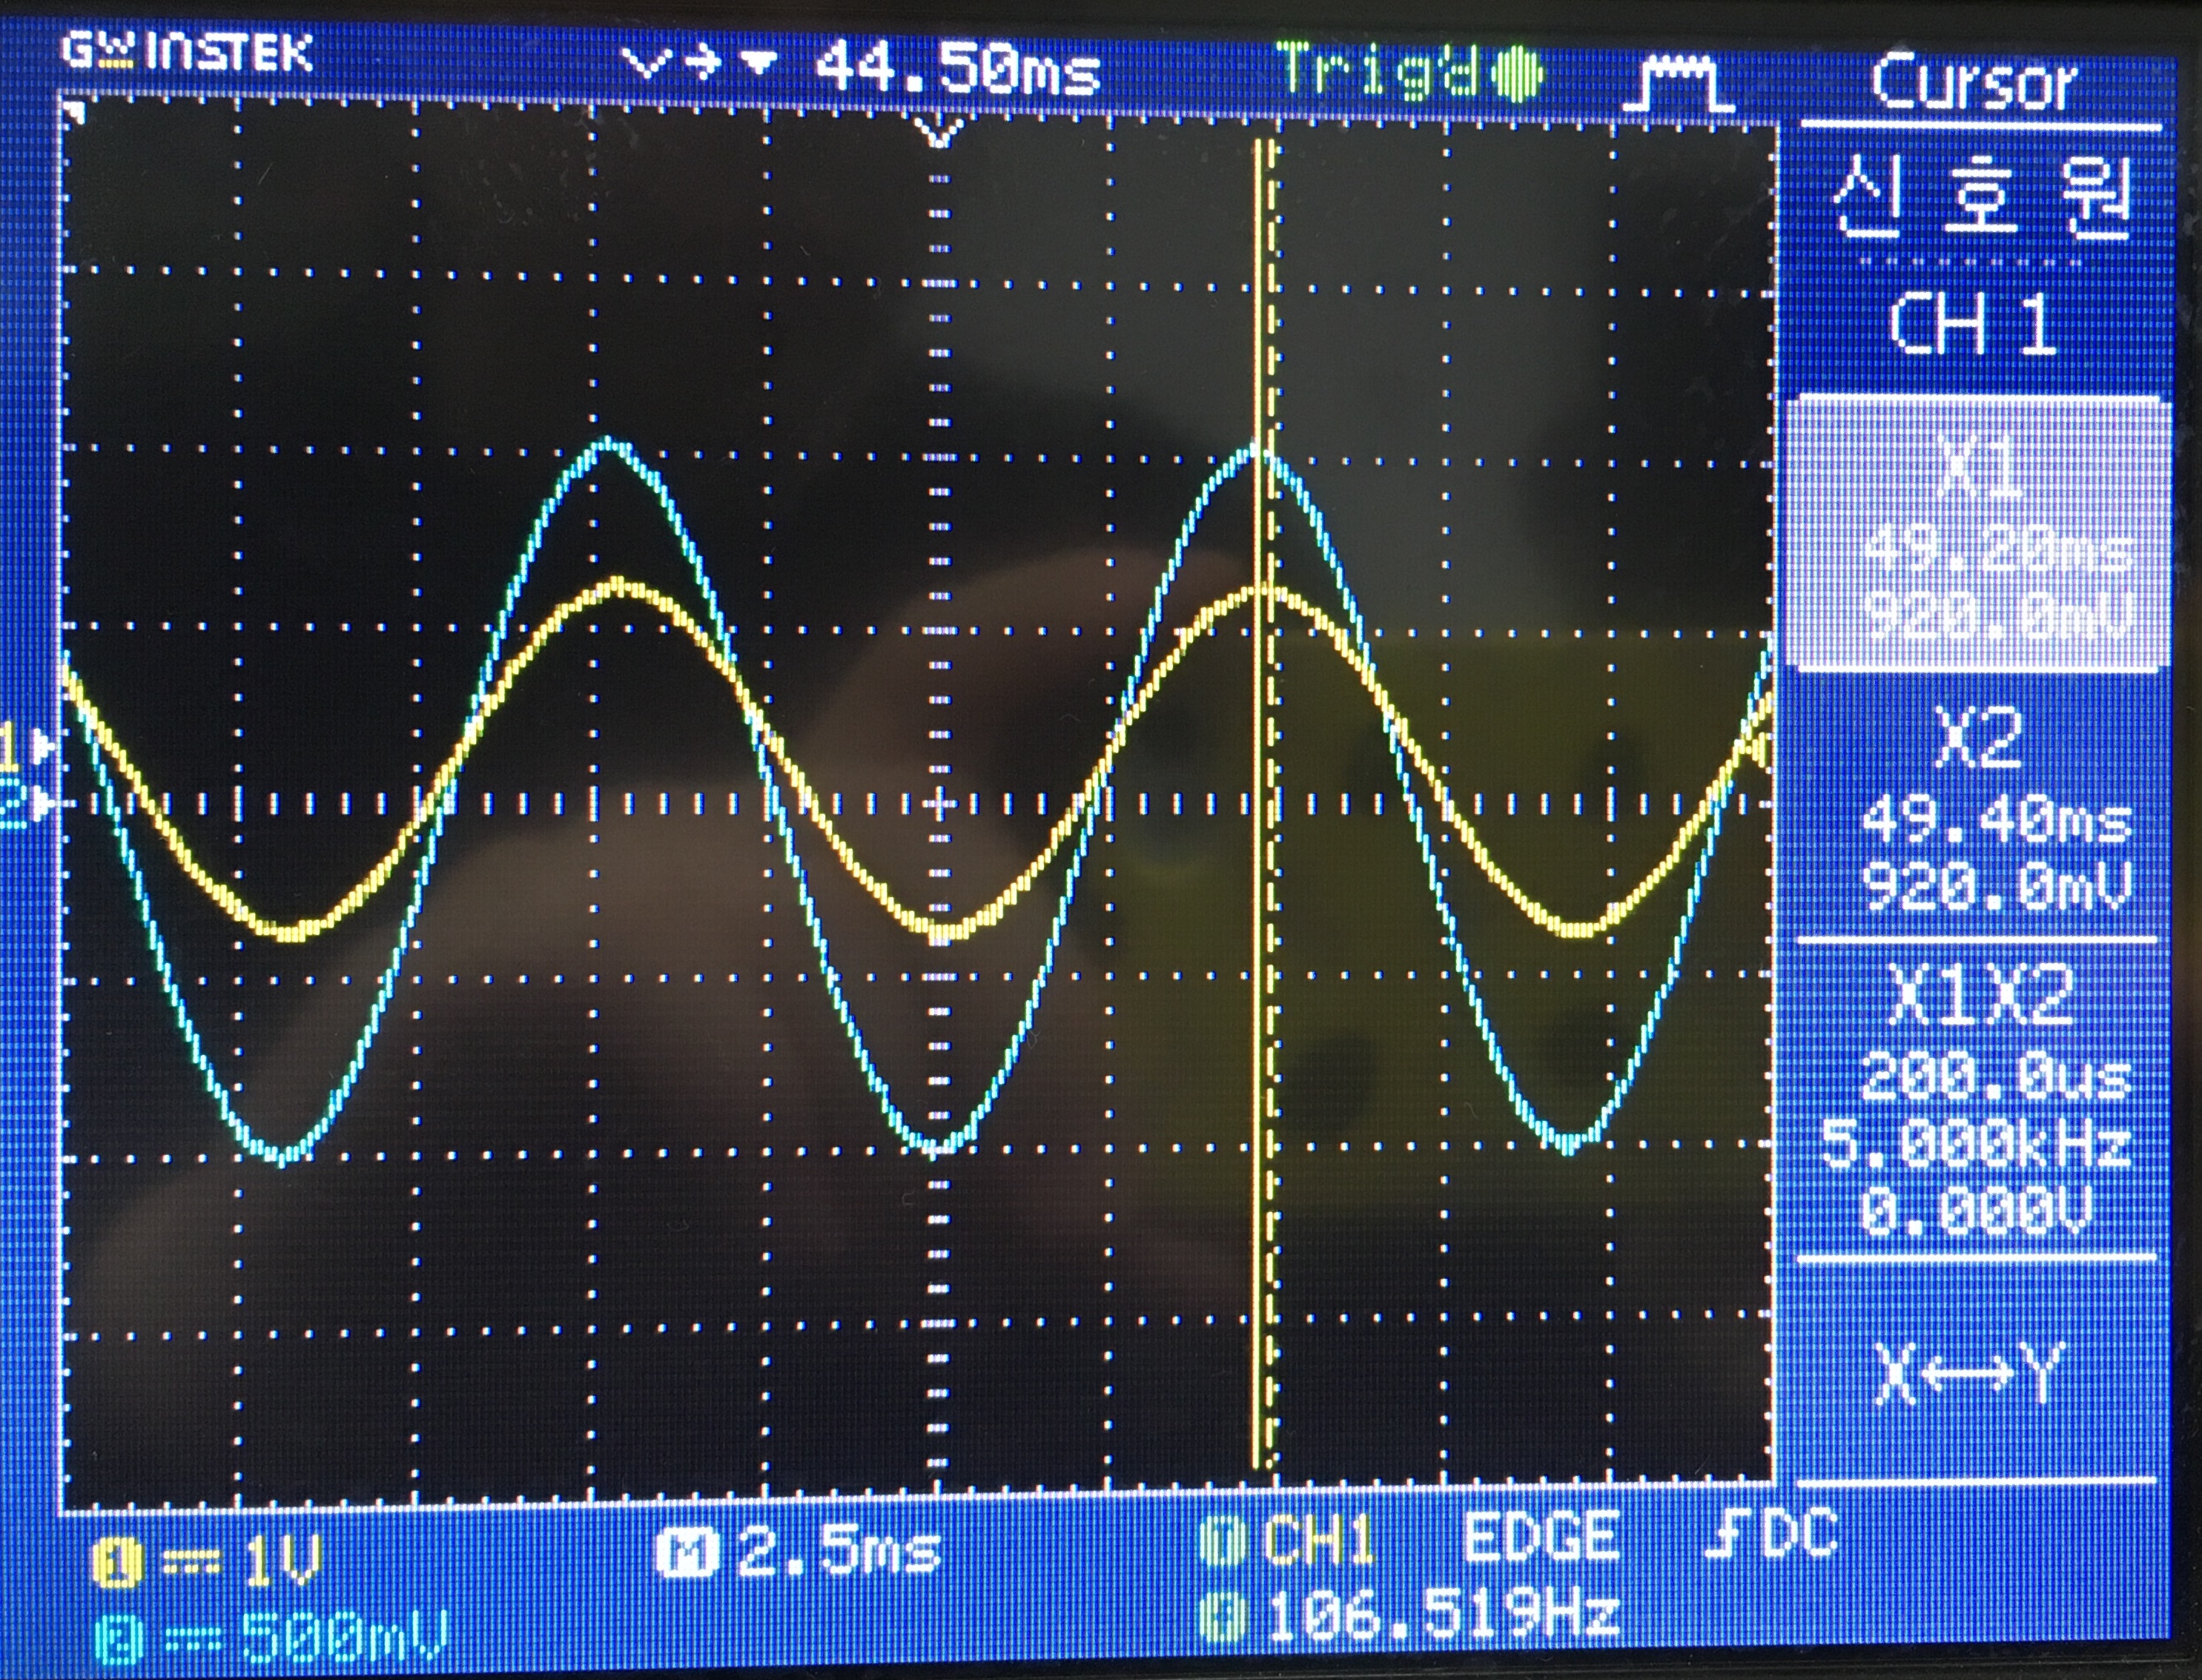 GW INSTEK
44.50ms
Trig'd
Cursor
신호원
CH 1
X1
49.20ms
920.0mV
X2
49.40ms
920.0mV
X1X2
200.0us
5.000kHz
0.000V
X↔Y
1
2
1 1V
M 2.5ms
T CH1 EDGE DC
2 500mV
106.519Hz